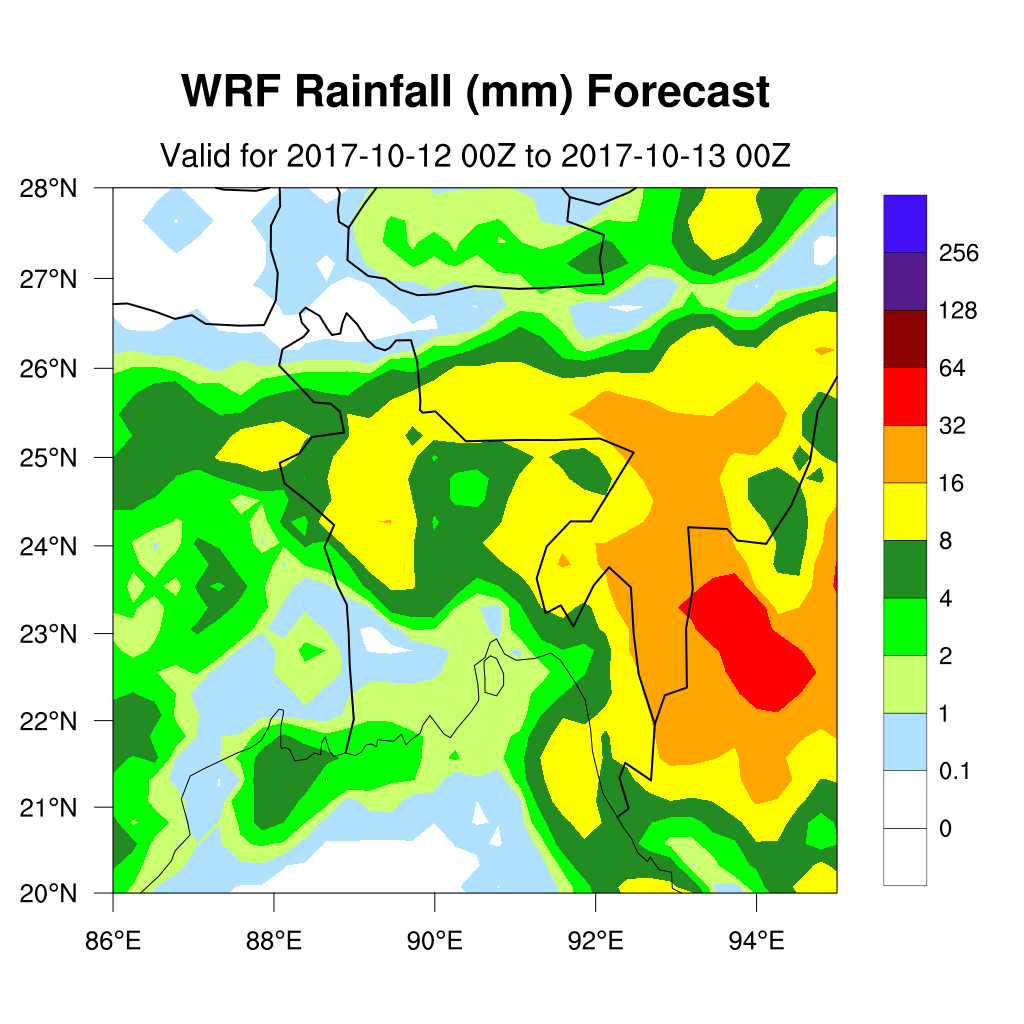 WRF Rainfall (mm) Forecast
Valid for 2017-10-12 00Z to 2017-10-13 00Z
28°N
27°N
26°N
25°N
24°N
23°N
22°N
21°N
20°N
86°E 88°E 90°E 92°E 94°E
256
128
64
32
16
8
4
2
1
0.1
0